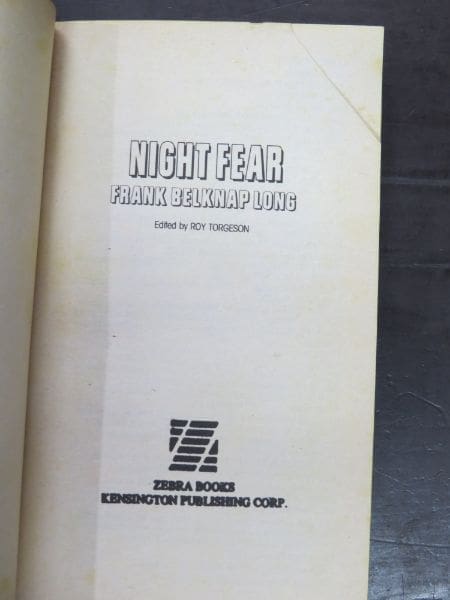 NIGHT FEAR
FRANK BELKNAP LONG
Edited by ROY TORGESON
ZEBRA BOOKS
KENSINGTON PUBLISHING CORP.